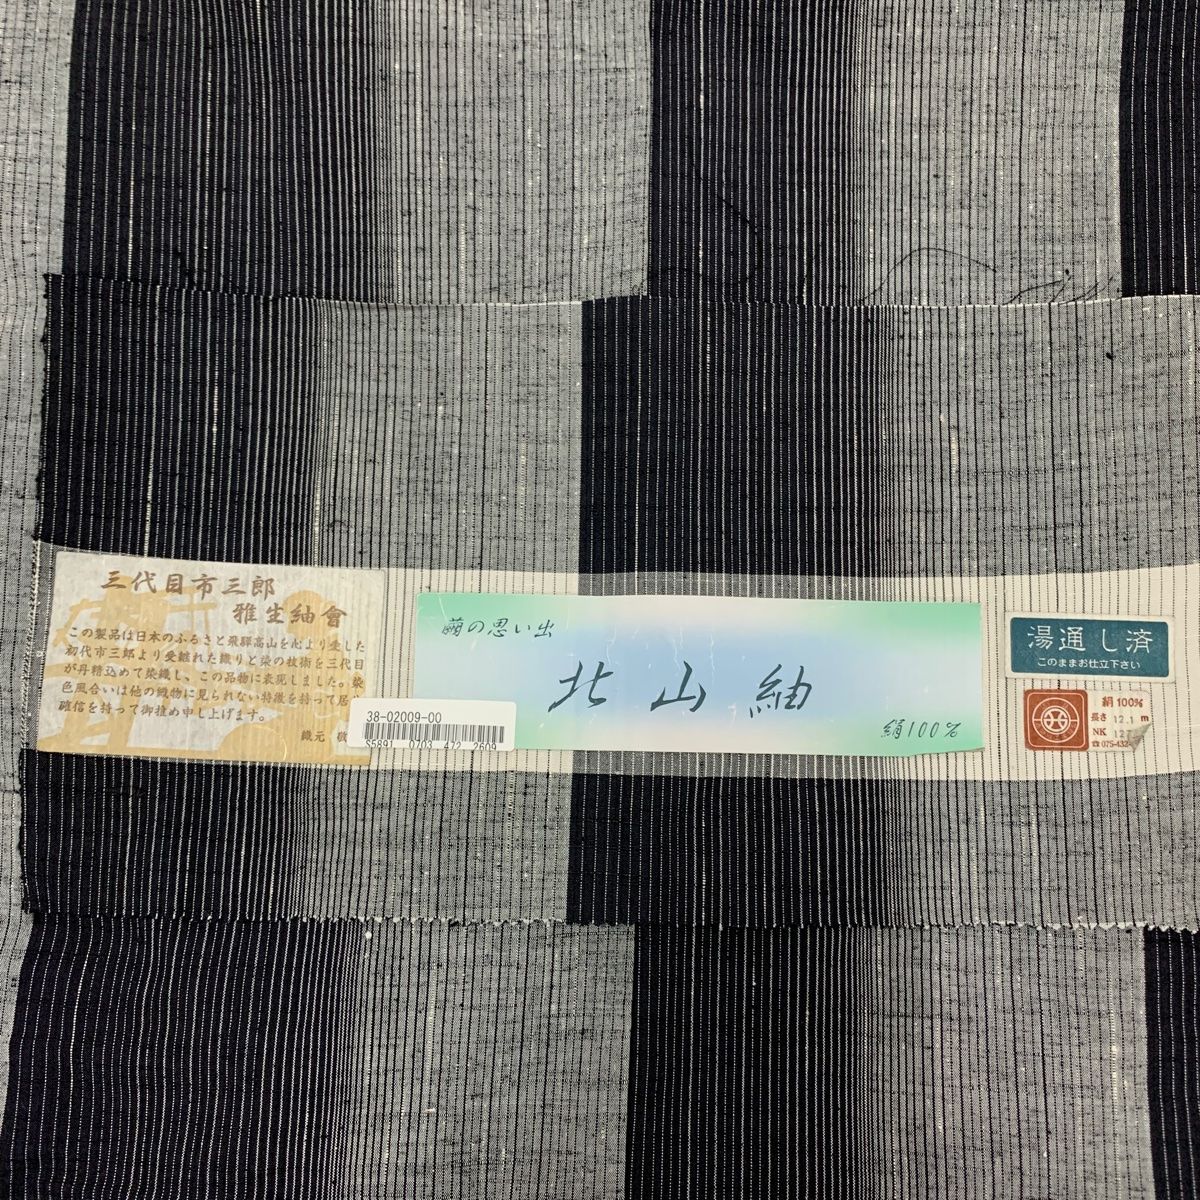 三代目市三郎
雅生紬會
この製品は日本のふるさと飛騨高山を心より愛した
初代市三郎より受継れた織りと染の技術を三代目
が丹精込めて染織し、この品物に表現しました。染
色風合いは他の織物に見られない特徴を持って居
確信を持って御推め申し上げます。
織元
38-02009-00
S5891 0703 472 2609
繭の思い出
北山紬
絹100%
湯通し済
このままお仕立下さい
絹100%
長さ 12.1 m
NK 127
☎075-432-